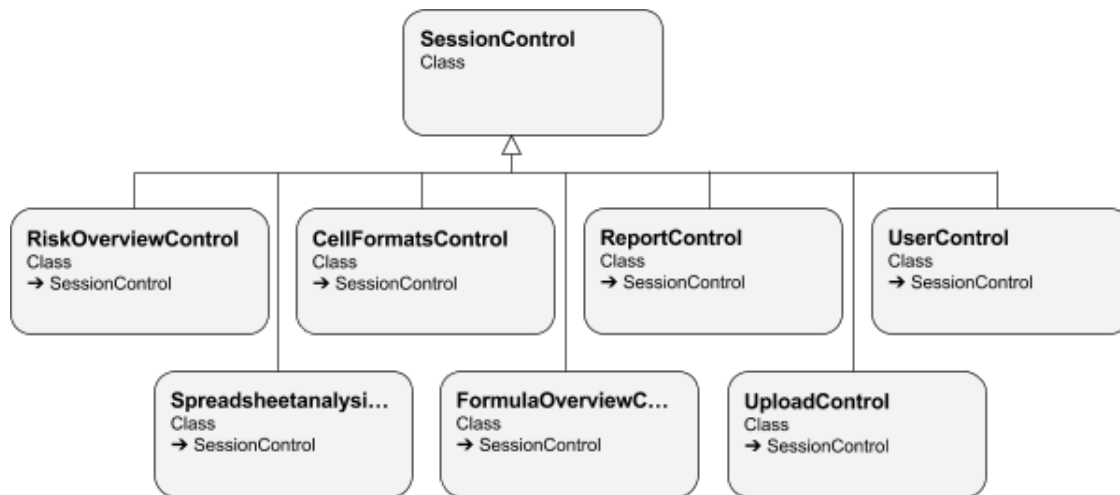 SessionControl
Class
RiskOverviewControl
Class
➔ SessionControl
CellFormatsControl
Class
➔ SessionControl
ReportControl
Class
➔ SessionControl
UserControl
Class
➔ SessionControl
Spreadsheetanalysi...
Class
➔ SessionControl
FormulaOverviewC...
Class
➔ SessionControl
UploadControl
Class
➔ SessionControl